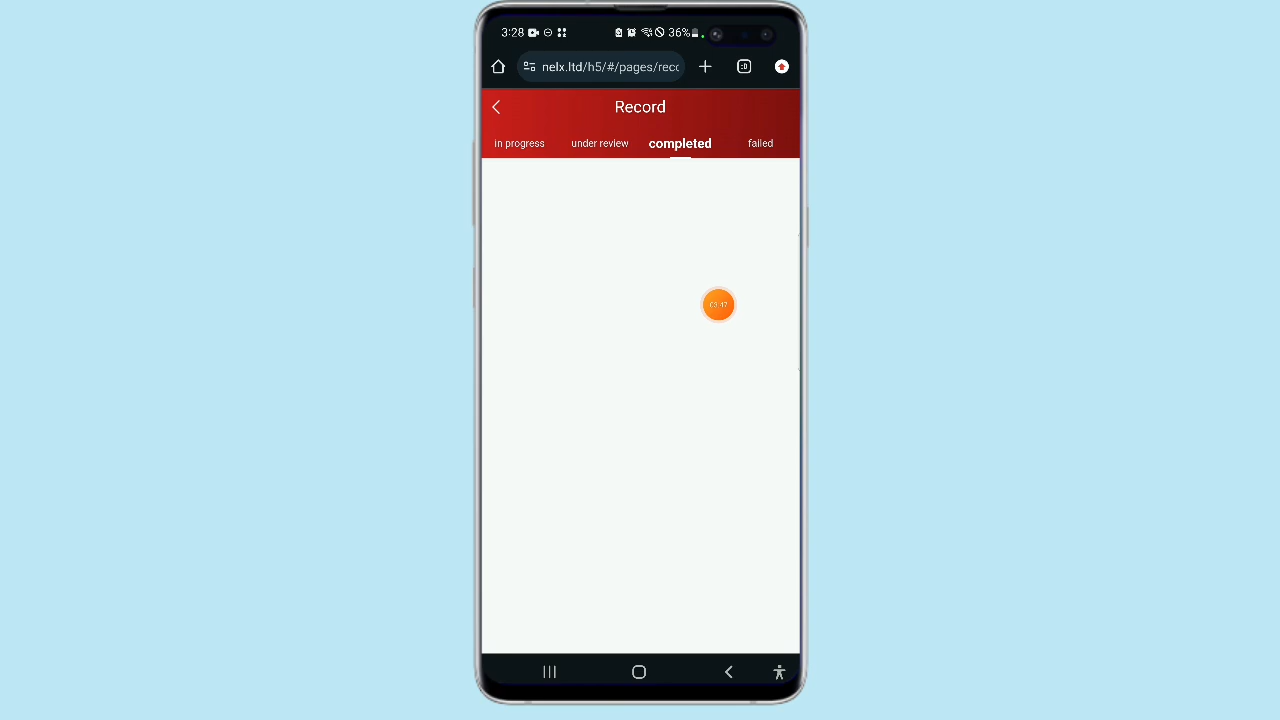 3:28 36%
nelx.ltd/h5/#/pages/reco
Record
in progress under review completed failed